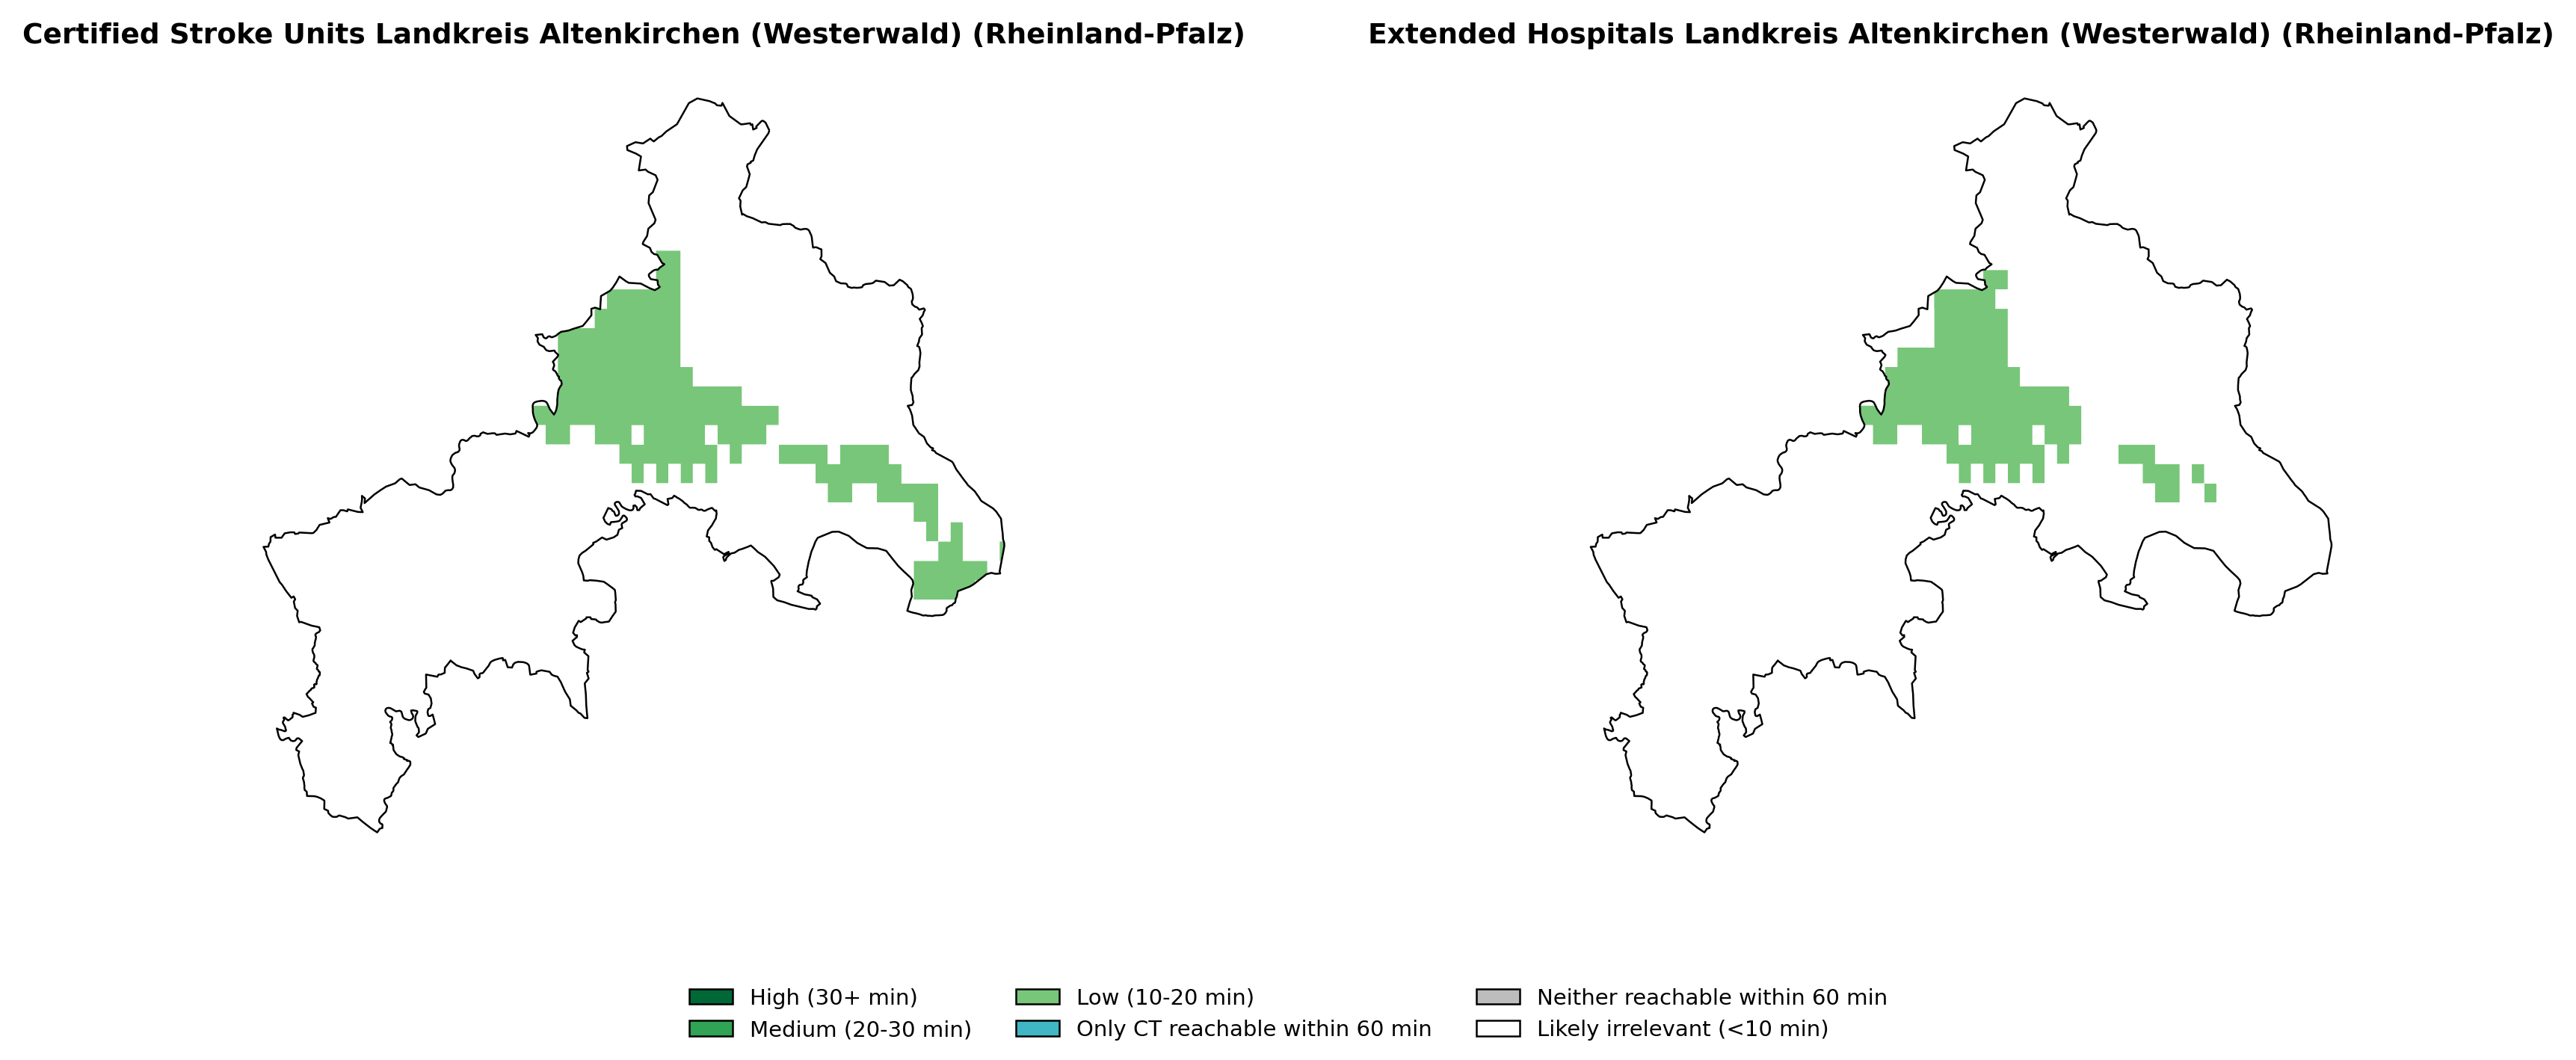 Certified Stroke Units Landkreis Altenkirchen (Westerwald) (Rheinland-Pfalz)
Extended Hospitals Landkreis Altenkirchen (Westerwald) (Rheinland-Pfalz)
High (30+ min)
Medium (20-30 min)
Low (10-20 min)
Only CT reachable within 60 min
Neither reachable within 60 min
Likely irrelevant (<10 min)